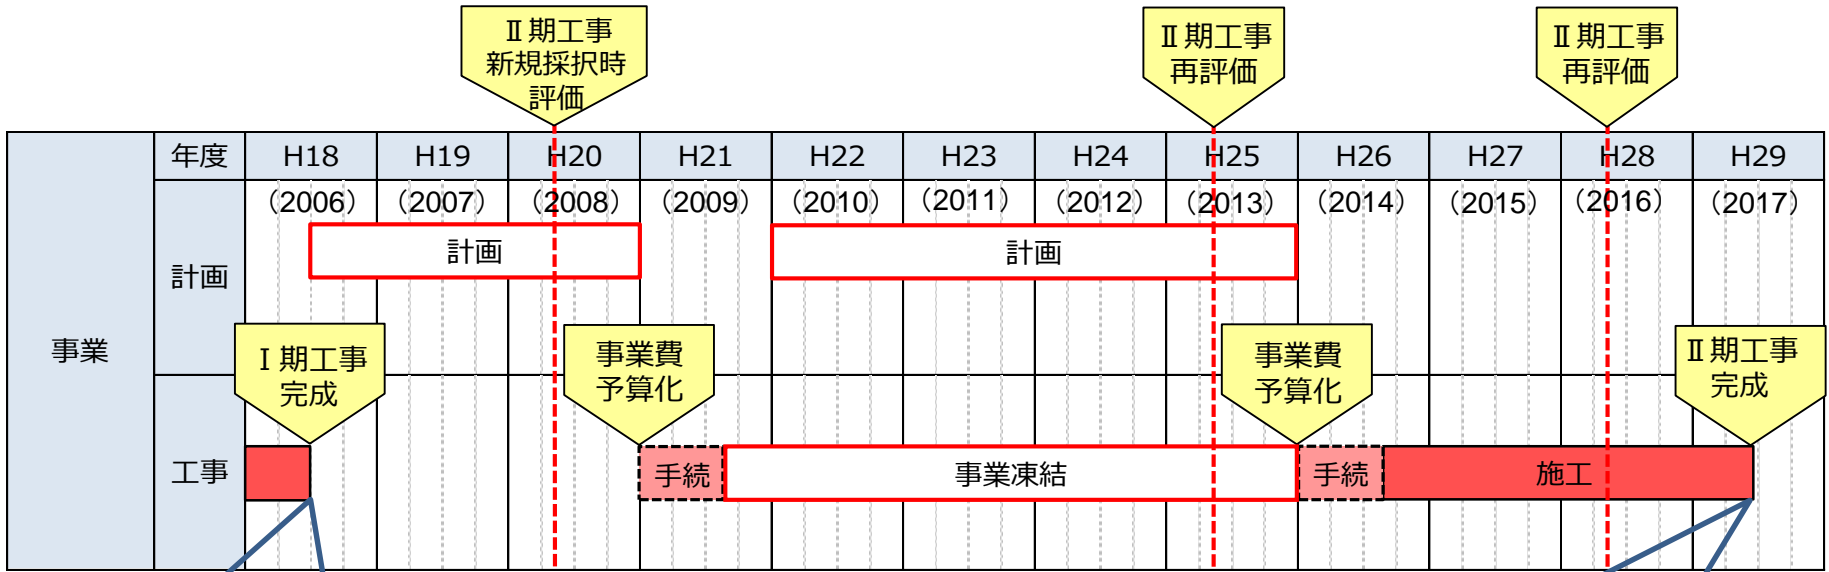 Ⅱ期工事
新規採択時
評価
Ⅱ期工事
再評価
Ⅱ期工事
再評価
事業
年度 H18 H19 H20 H21 H22 H23 H24 H25 H26 H27 H28 H29
(2006) (2007) (2008) (2009) (2010) (2011) (2012) (2013) (2014) (2015) (2016) (2017)
計画
計画
計画
Ⅰ期工事
完成
事業費
予算化
事業費
予算化
Ⅱ期工事
完成
工事
手続
事業凍結
手続
施工